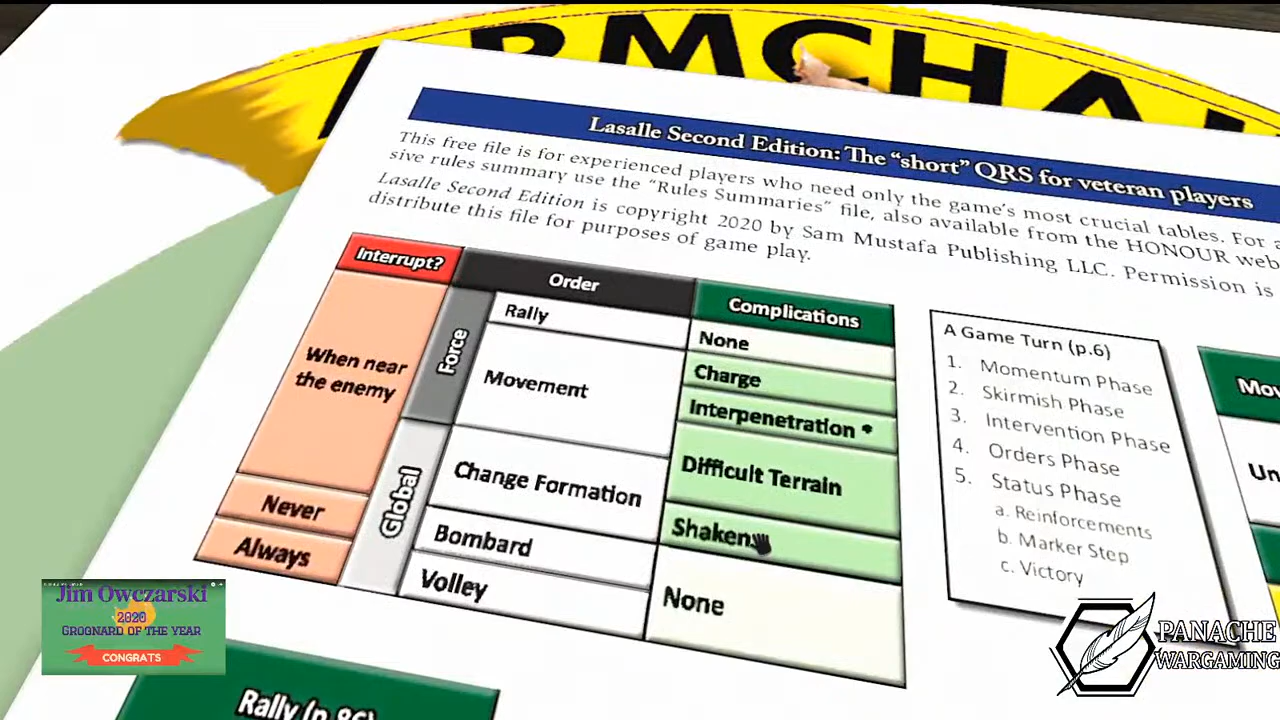 RMCHAI
Lasalle Second Edition: The “short” QRS for veteran players
This free file is for experienced players who need only the game’s most crucial tables. For a
sive rules summary use the “Rules Summaries” file, also available from the HONOUR web
Lasalle Second Edition is copyright 2020 by Sam Mustafa Publishing LLC. Permission is
distribute this file for purposes of game play.
Interrupt?
Order
Complications
When near
the enemy
Never
Always
Force
Global
Rally
Movement
Change Formation
Bombard
Volley
None
Charge
Interpenetration *
Difficult Terrain
Shaken
None
A Game Turn (p.6)
1. Momentum Phase
2. Skirmish Phase
3. Intervention Phase
4. Orders Phase
5. Status Phase
a. Reinforcements
b. Marker Step
c. Victory
Mov
Un
Rally (p.86)
Jim Owczarski
2020
GROGNARD OF THE YEAR
CONGRATS
PANACHE
WARGAMING